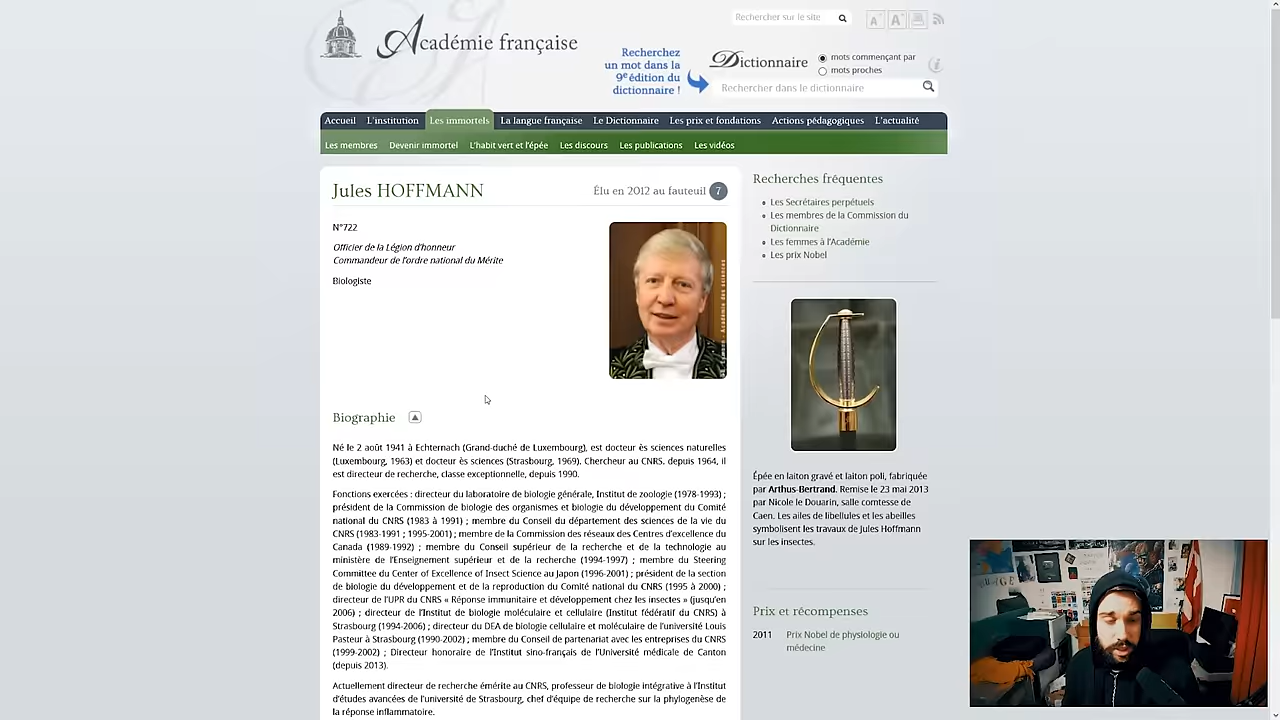 Académie française
Rechercher sur le site
A
A
Recherchez
un mot dans la
9e édition du
dictionnaire !
Dictionnaire
mots commençant par
mots proches
Rechercher dans le dictionnaire
Accueil
L'institution
Les immortels
La langue française
Le Dictionnaire
Les prix et fondations
Actions pédagogiques
L'actualité
Les membres
Devenir immortel
L'habit vert et l'épée
Les discours
Les publications
Les vidéos
Jules HOFFMANN
Élu en 2012 au fauteuil 7
N°722
Officier de la Légion d'honneur
Commandeur de l'ordre national du Mérite
Biologiste
Biographie
Né le 2 août 1941 à Echternach (Grand-duché de Luxembourg), est docteur ès sciences naturelles
(Luxembourg, 1963) et docteur ès sciences (Strasbourg, 1969). Chercheur au CNRS, depuis 1964, il
est directeur de recherche, classe exceptionnelle, depuis 1990.
Fonctions exercées : directeur du laboratoire de biologie générale, Institut de zoologie (1978-1993) ;
président de la Commission de biologie des organismes et biologie du développement du Comité
national du CNRS (1983 à 1991) ; membre du Conseil du département des sciences de la vie du
CNRS (1983-1991 ; 1995-2001) ; membre de la Commission des réseaux des Centres d'excellence du
Canada (1989-1992) ; membre du Conseil supérieur de la recherche et de la technologie au
ministère de l'Enseignement supérieur et de la recherche (1994-1997) ; membre du Steering
Committee du Center of Excellence of Insect Science au Japon (1996-2001) ; président de la section
de biologie du développement et de la reproduction du Comité national du CNRS (1995 à 2000) ;
directeur de l'UPR du CNRS « Réponse immunitaire et développement chez les insectes » (jusqu'en
2006) ; directeur de l'Institut de biologie moléculaire et cellulaire (Institut fédératif du CNRS) à
Strasbourg (1994-2006) ; directeur du DEA de biologie cellulaire et moléculaire de l'université Louis
Pasteur à Strasbourg (1990-2002) ; membre du Conseil de partenariat avec les entreprises du CNRS
(1999-2002) ; Directeur honoraire de l'Institut sino-français de l'Université médicale de Canton
(depuis 2013).
Actuellement directeur de recherche émérite au CNRS, professeur de biologie intégrative à l'Institut
d'études avancées de l'université de Strasbourg, chef d'équipe de recherche sur la phylogenèse de
la réponse inflammatoire.
Recherches fréquentes
Les Secrétaires perpétuels
Les membres de la Commission du
Dictionnaire
Les femmes à l'Académie
Les prix Nobel
Épée en laiton gravé et laiton poli, fabriquée
par Arthus-Bertrand. Remise le 23 mai 2013
par Nicole le Douarin, salle comtesse de
Caen. Les ailes de libellules et les abeilles
symbolisent les travaux de Jules Hoffmann
sur les insectes.
Prix et récompenses
2011 Prix Nobel de physiologie ou
médecine